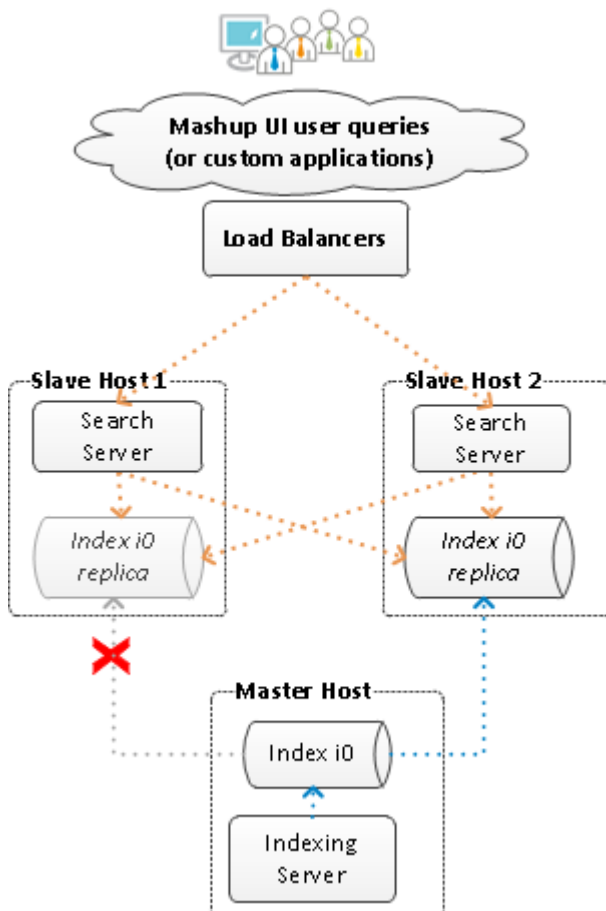 Mashup UI user queries
(or custom applications)
Load Balancers
Slave Host 1
Slave Host 2
Search
Server
Search
Server
Index i0
replica
Index i0
replica
Master Host
Index i0
Indexing
Server